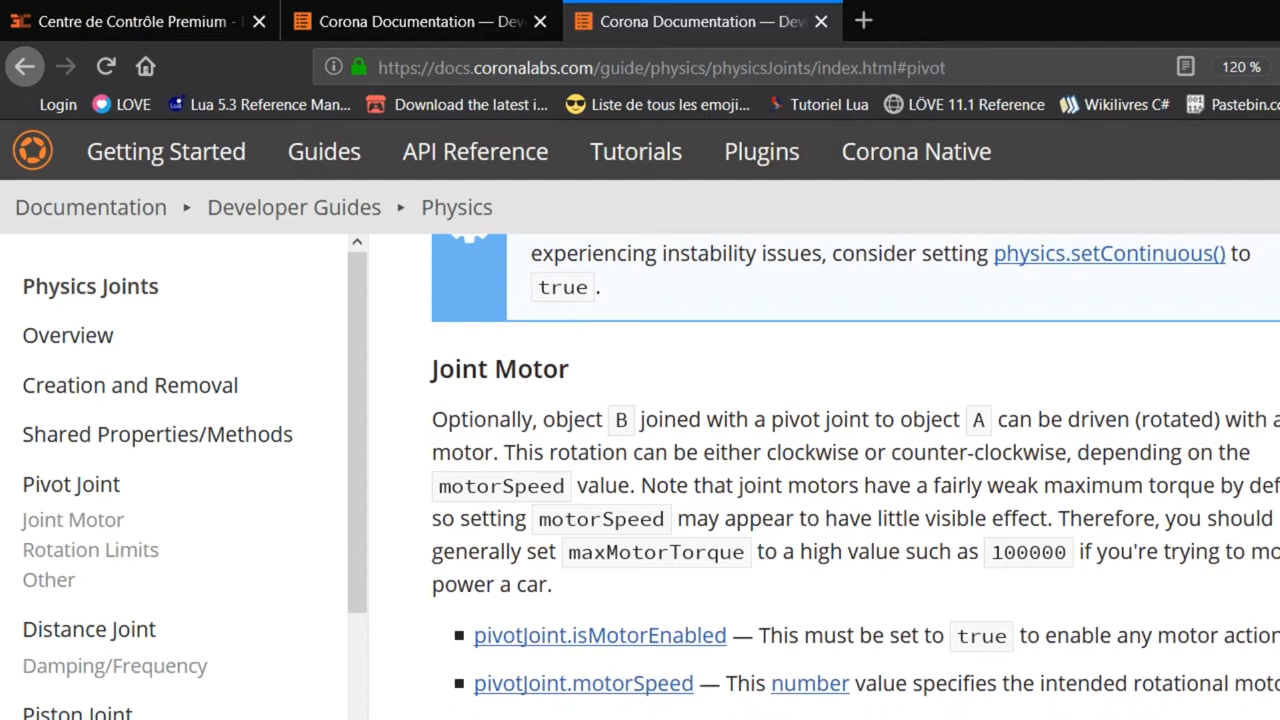 Centre de Contrôle Premium -
Corona Documentation — Deve
Corona Documentation — Deve
https://docs.coronalabs.com/guide/physics/physicsJoints/index.html#pivot
120 %
Login
LOVE
Lua 5.3 Reference Man...
Download the latest i...
Liste de tous les emoji...
Tutoriel Lua
LÖVE 11.1 Reference
Wikilivres C#
Pastebin.co
Getting Started
Guides
API Reference
Tutorials
Plugins
Corona Native
Documentation ▸ Developer Guides ▸ Physics
Physics Joints
Overview
Creation and Removal
Shared Properties/Methods
Pivot Joint
Joint Motor
Rotation Limits
Other
Distance Joint
Damping/Frequency
Piston Joint
experiencing instability issues, consider setting physics.setContinuous() to
true.
Joint Motor
Optionally, object B joined with a pivot joint to object A can be driven (rotated) with a
motor. This rotation can be either clockwise or counter-clockwise, depending on the
motorSpeed value. Note that joint motors have a fairly weak maximum torque by def
so setting motorSpeed may appear to have little visible effect. Therefore, you should
generally set maxMotorTorque to a high value such as 100000 if you're trying to mo
power a car.
▪ pivotJoint.isMotorEnabled — This must be set to true to enable any motor action
▪ pivotJoint.motorSpeed — This number value specifies the intended rotational moto